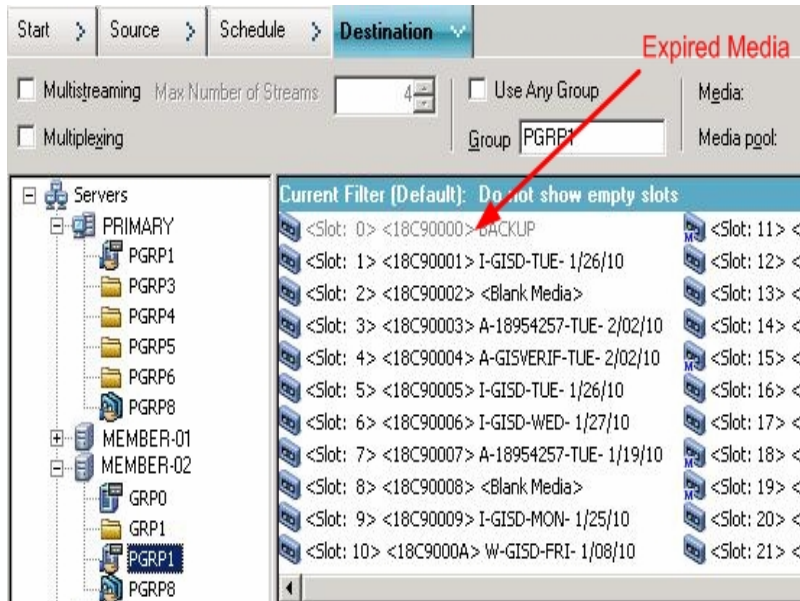 Start > Source > Schedule > Destination
Expired Media
Multistreaming Max Number of Streams 4 Use Any Group Media:
Multiplexing Group PGRP1 Media pool:
Servers
PRIMARY
PGRP1
PGRP3
PGRP4
PGRP5
PGRP6
PGRP8
MEMBER-01
MEMBER-02
GRP0
GRP1
PGRP1
PGRP8
Current Filter (Default): Do not show empty slots
<Slot: 0> <18C90000> BACKUP
<Slot: 1> <18C90001> I-GISD-TUE- 1/26/10
<Slot: 2> <18C90002> <Blank Media>
<Slot: 3> <18C90003> A-18954257-TUE- 2/02/10
<Slot: 4> <18C90004> A-GISVERIF-TUE- 2/02/10
<Slot: 5> <18C90005> I-GISD-TUE- 1/26/10
<Slot: 6> <18C90006> I-GISD-WED- 1/27/10
<Slot: 7> <18C90007> A-18954257-TUE- 1/19/10
<Slot: 8> <18C90008> <Blank Media>
<Slot: 9> <18C90009> I-GISD-MON- 1/25/10
<Slot: 10> <18C9000A> W-GISD-FRI- 1/08/10
<Slot: 11> <
<Slot: 12> <
<Slot: 13> <
<Slot: 14> <
<Slot: 15> <
<Slot: 16> <
<Slot: 17> <
<Slot: 18> <
<Slot: 19> <
<Slot: 20> <
<Slot: 21> <